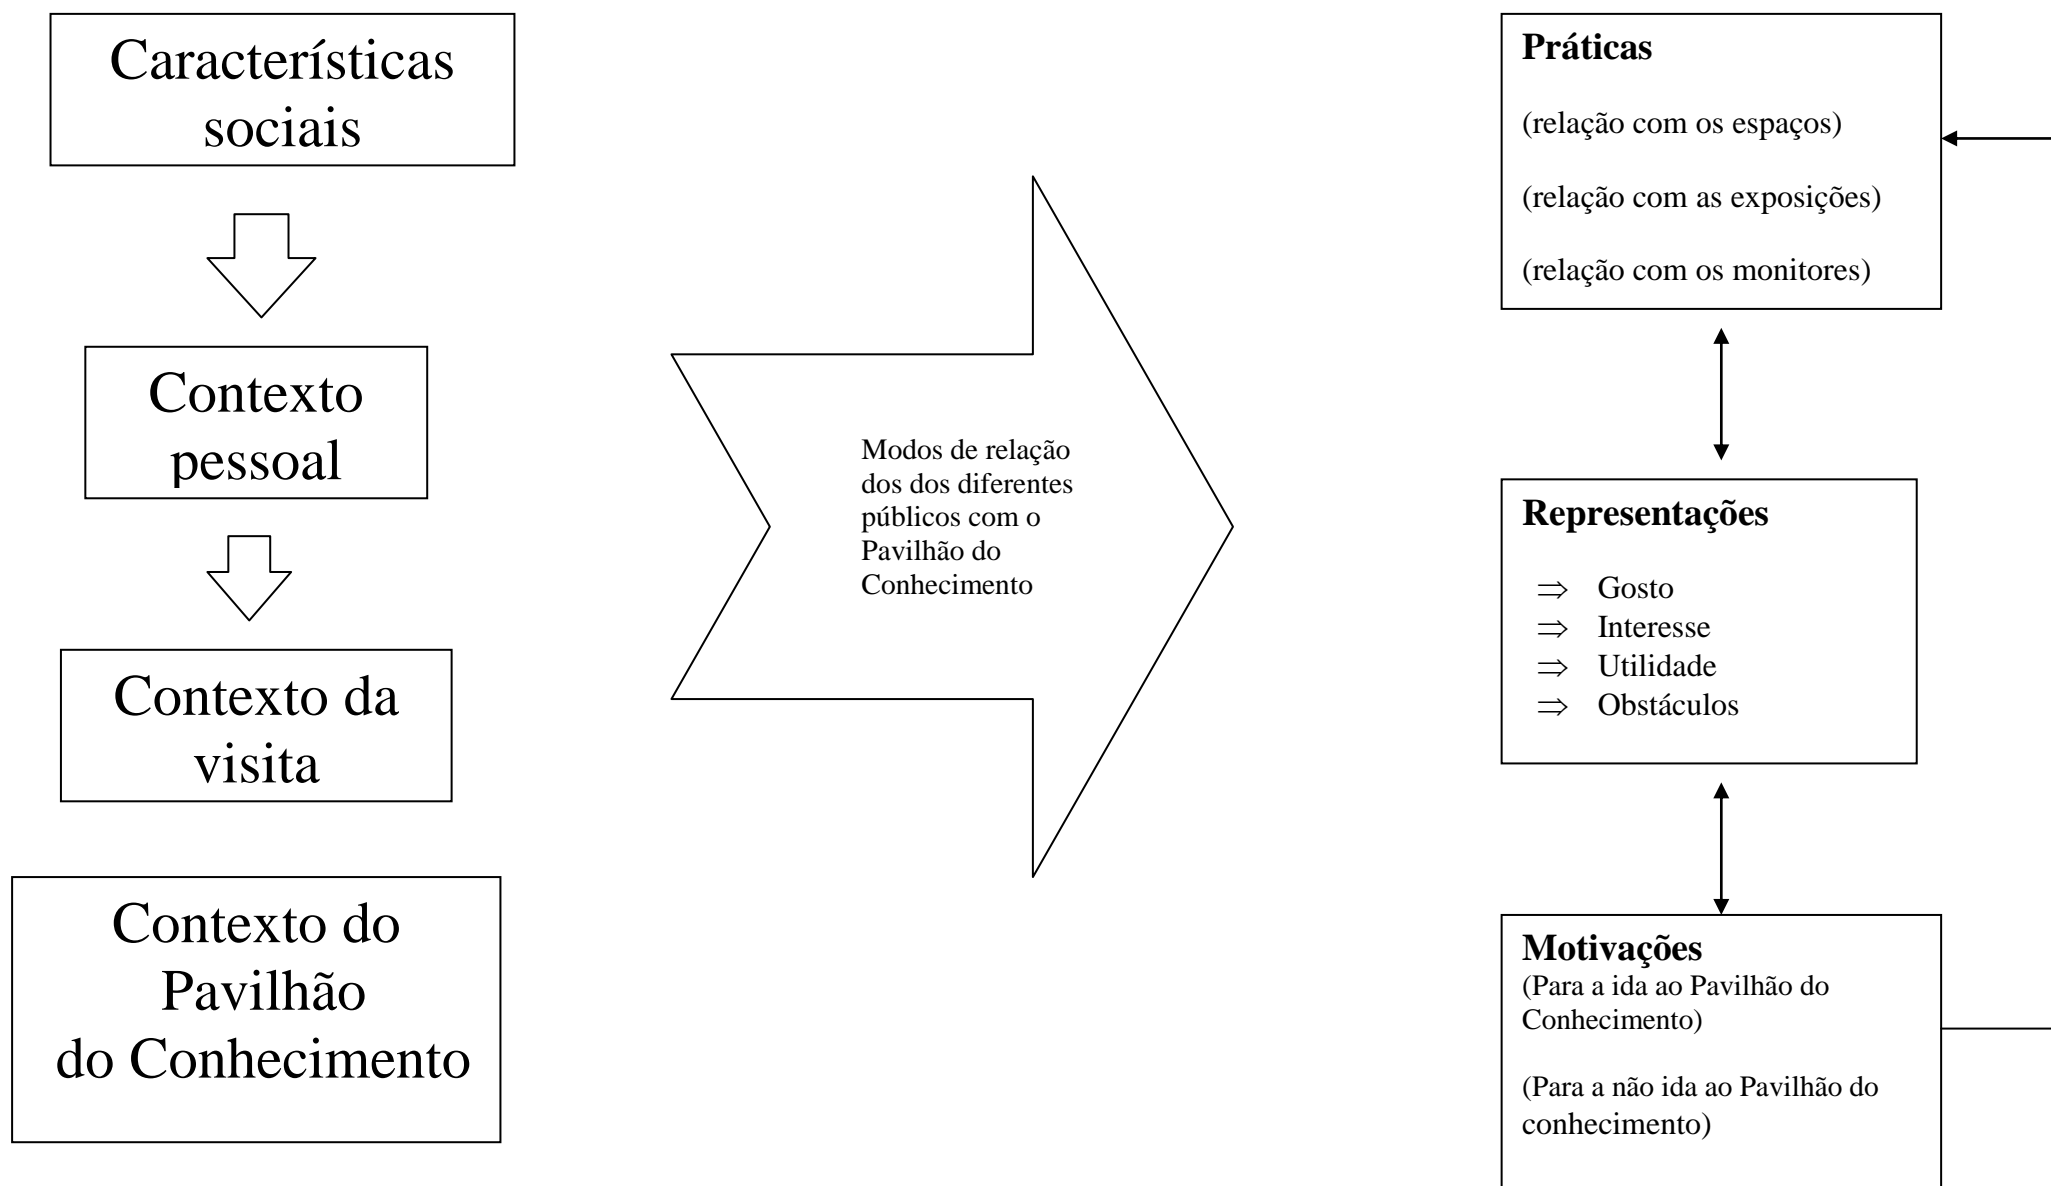 Características
sociais
Contexto
pessoal
Contexto da
visita
Contexto do
Pavilhão
do Conhecimento
Modos de relação
dos dos diferentes
públicos com o
Pavilhão do
Conhecimento
Práticas
(relação com os espaços)
(relação com as exposições)
(relação com os monitores)
Representações
⇒ Gosto
⇒ Interesse
⇒ Utilidade
⇒ Obstáculos
Motivações
(Para a ida ao Pavilhão do
Conhecimento)
(Para a não ida ao Pavilhão do
conhecimento)